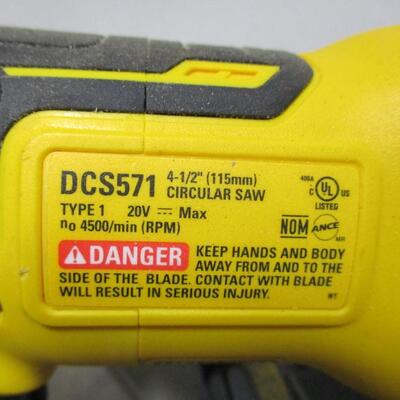 DCS571 4-1/2" (115mm)
CIRCULAR SAW
TYPE 1 20V ⎓ Max
no 4500/min (RPM)
406A
C UL US
LISTED
NOM ANCE MR
DANGER KEEP HANDS AND BODY
AWAY FROM AND TO THE
SIDE OF THE BLADE. CONTACT WITH BLADE
WILL RESULT IN SERIOUS INJURY.